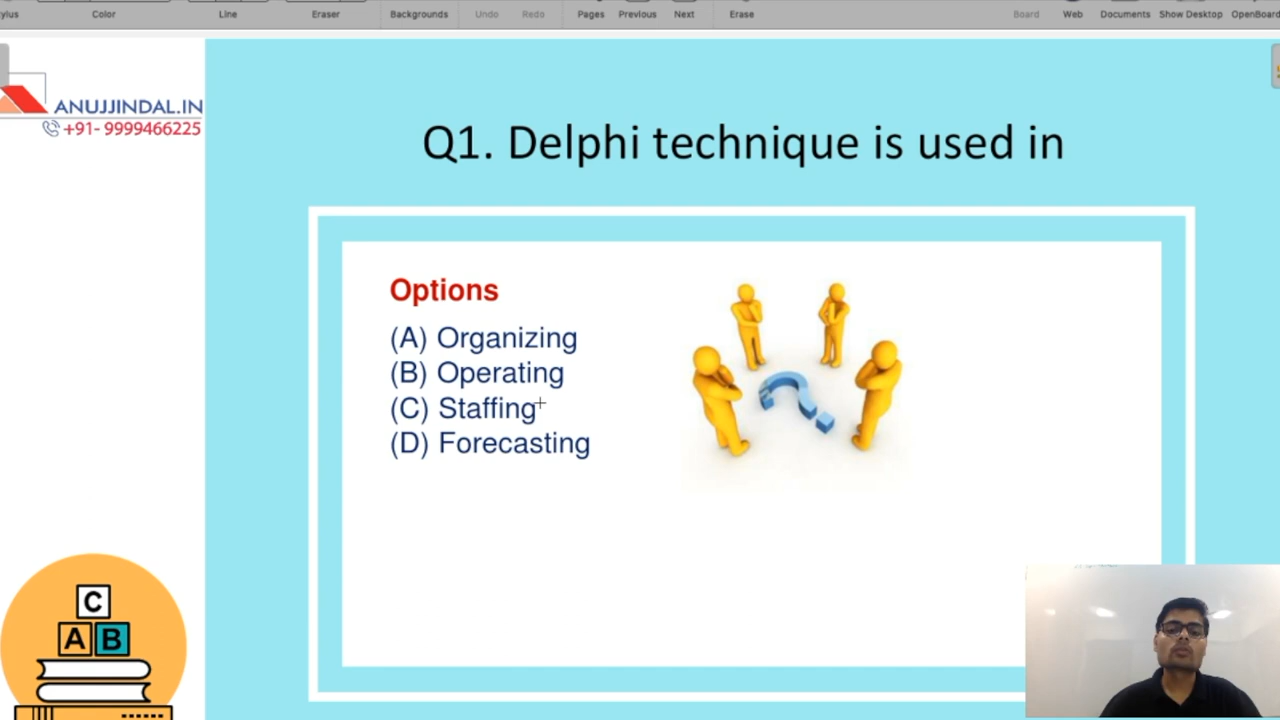 ylus
Color
Line
Eraser
Backgrounds
Undo
Redo
Pages
Previous
Next
Erase
Board
Web
Documents
Show Desktop
OpenBoard
ANUJJINDAL.IN
+91- 9999466225
Q1. Delphi technique is used in
Options
(A) Organizing
(B) Operating
(C) Staffing
(D) Forecasting
C
A B